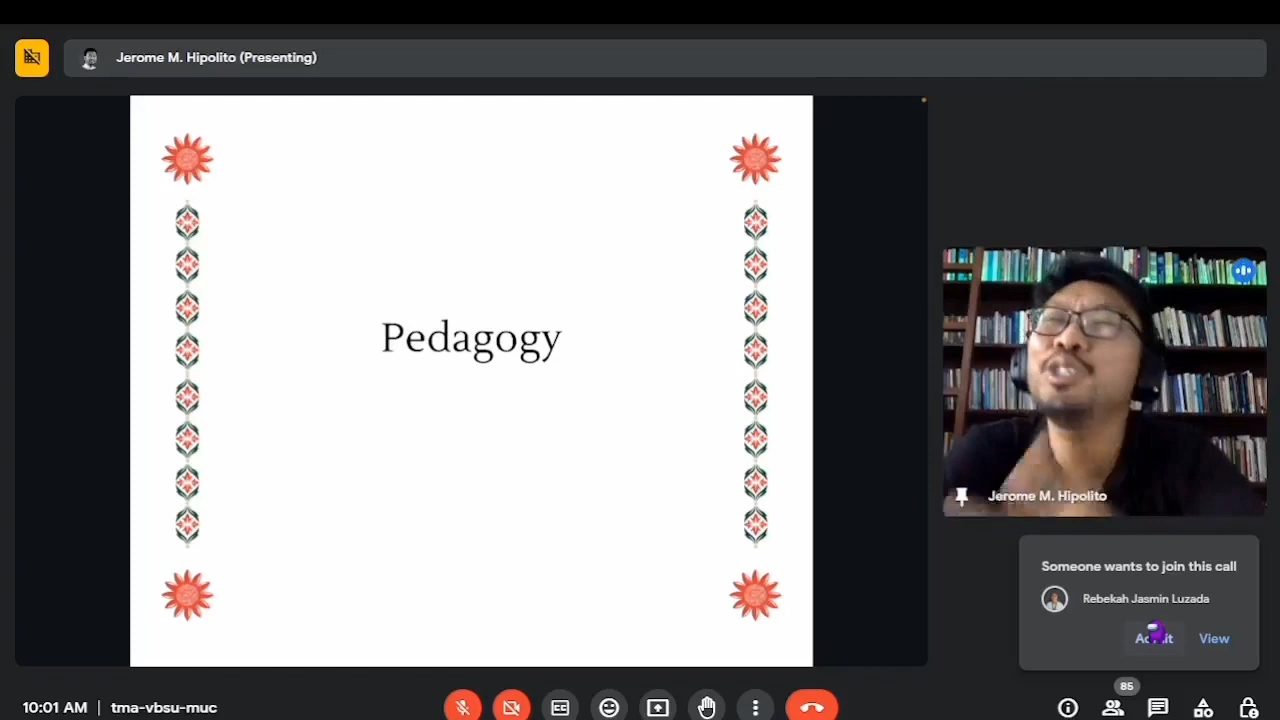 Jerome M. Hipolito (Presenting)
Pedagogy
Jerome M. Hipolito
Someone wants to join this call
Rebekah Jasmin Luzada
View
85
10:01 AM | tma-vbsu-muc